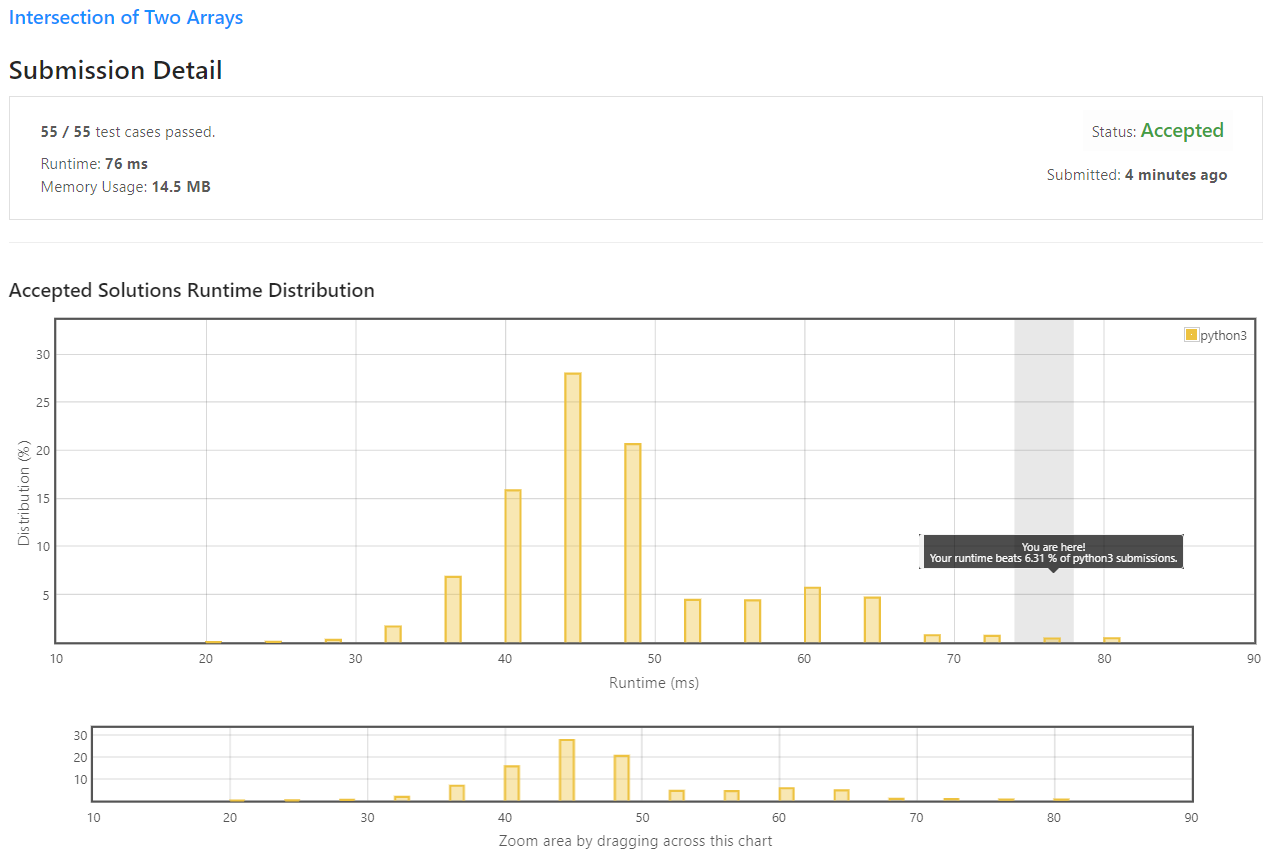 Intersection of Two Arrays
Submission Detail
55 / 55 test cases passed.
Status: Accepted
Runtime: 76 ms
Memory Usage: 14.5 MB
Submitted: 4 minutes ago
Accepted Solutions Runtime Distribution
python3
30
25
20
15
10
5
Distribution (%)
You are here!
Your runtime beats 6.31 % of python3 submissions.
10 20 30 40 50 60 70 80 90
Runtime (ms)
30
20
10
10 20 30 40 50 60 70 80 90
Zoom area by dragging across this chart